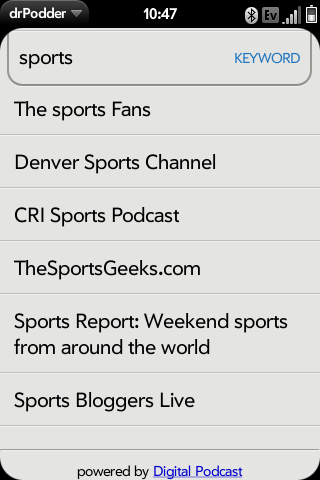 drPodder 10:47 Ev
sports KEYWORD
The sports Fans
Denver Sports Channel
CRI Sports Podcast
TheSportsGeeks.com
Sports Report: Weekend sports
from around the world
Sports Bloggers Live
powered by Digital Podcast